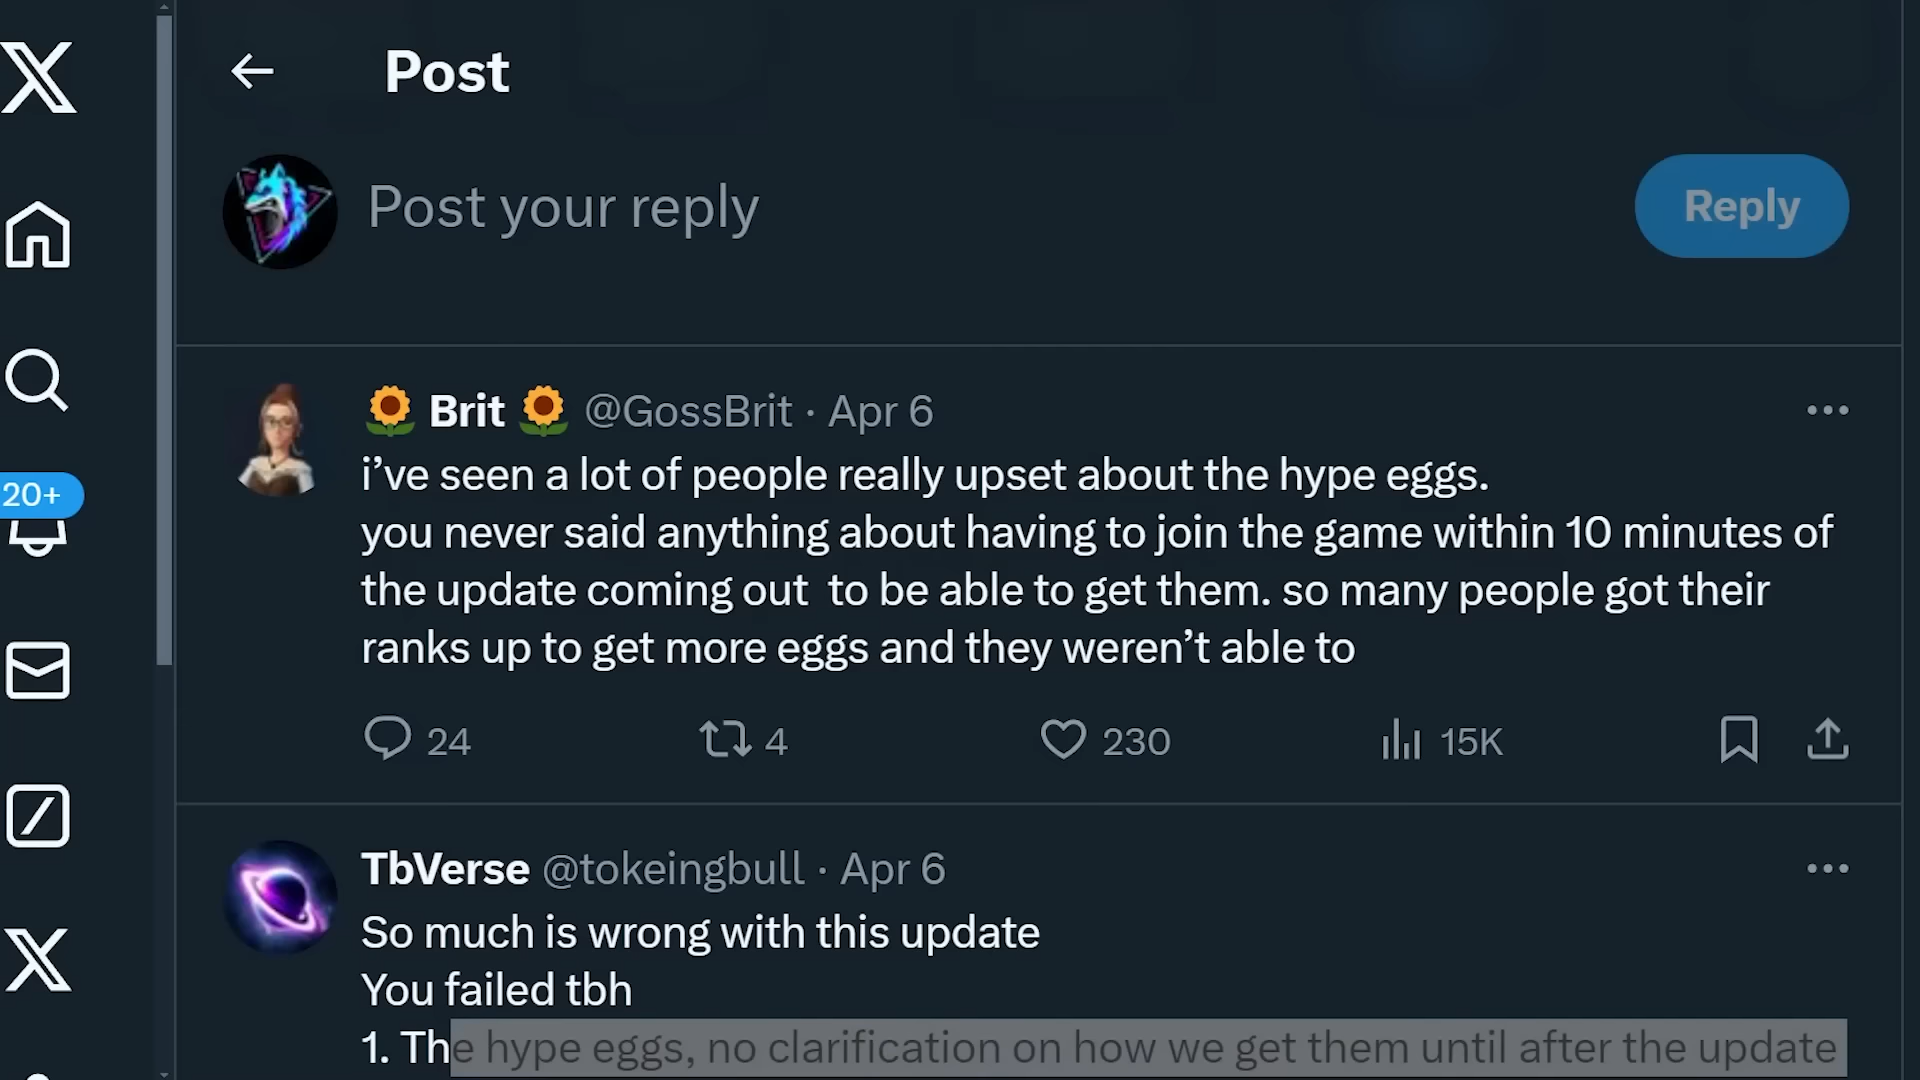 Post
Post your reply
Reply
🌻 Brit 🌻 @GossBrit · Apr 6
i’ve seen a lot of people really upset about the hype eggs.
you never said anything about having to join the game within 10 minutes of
the update coming out  to be able to get them. so many people got their
ranks up to get more eggs and they weren’t able to
24 4 230 15K
20+
TbVerse @tokeingbull · Apr 6
So much is wrong with this update
You failed tbh
1. The hype eggs, no clarification on how we get them until after the update